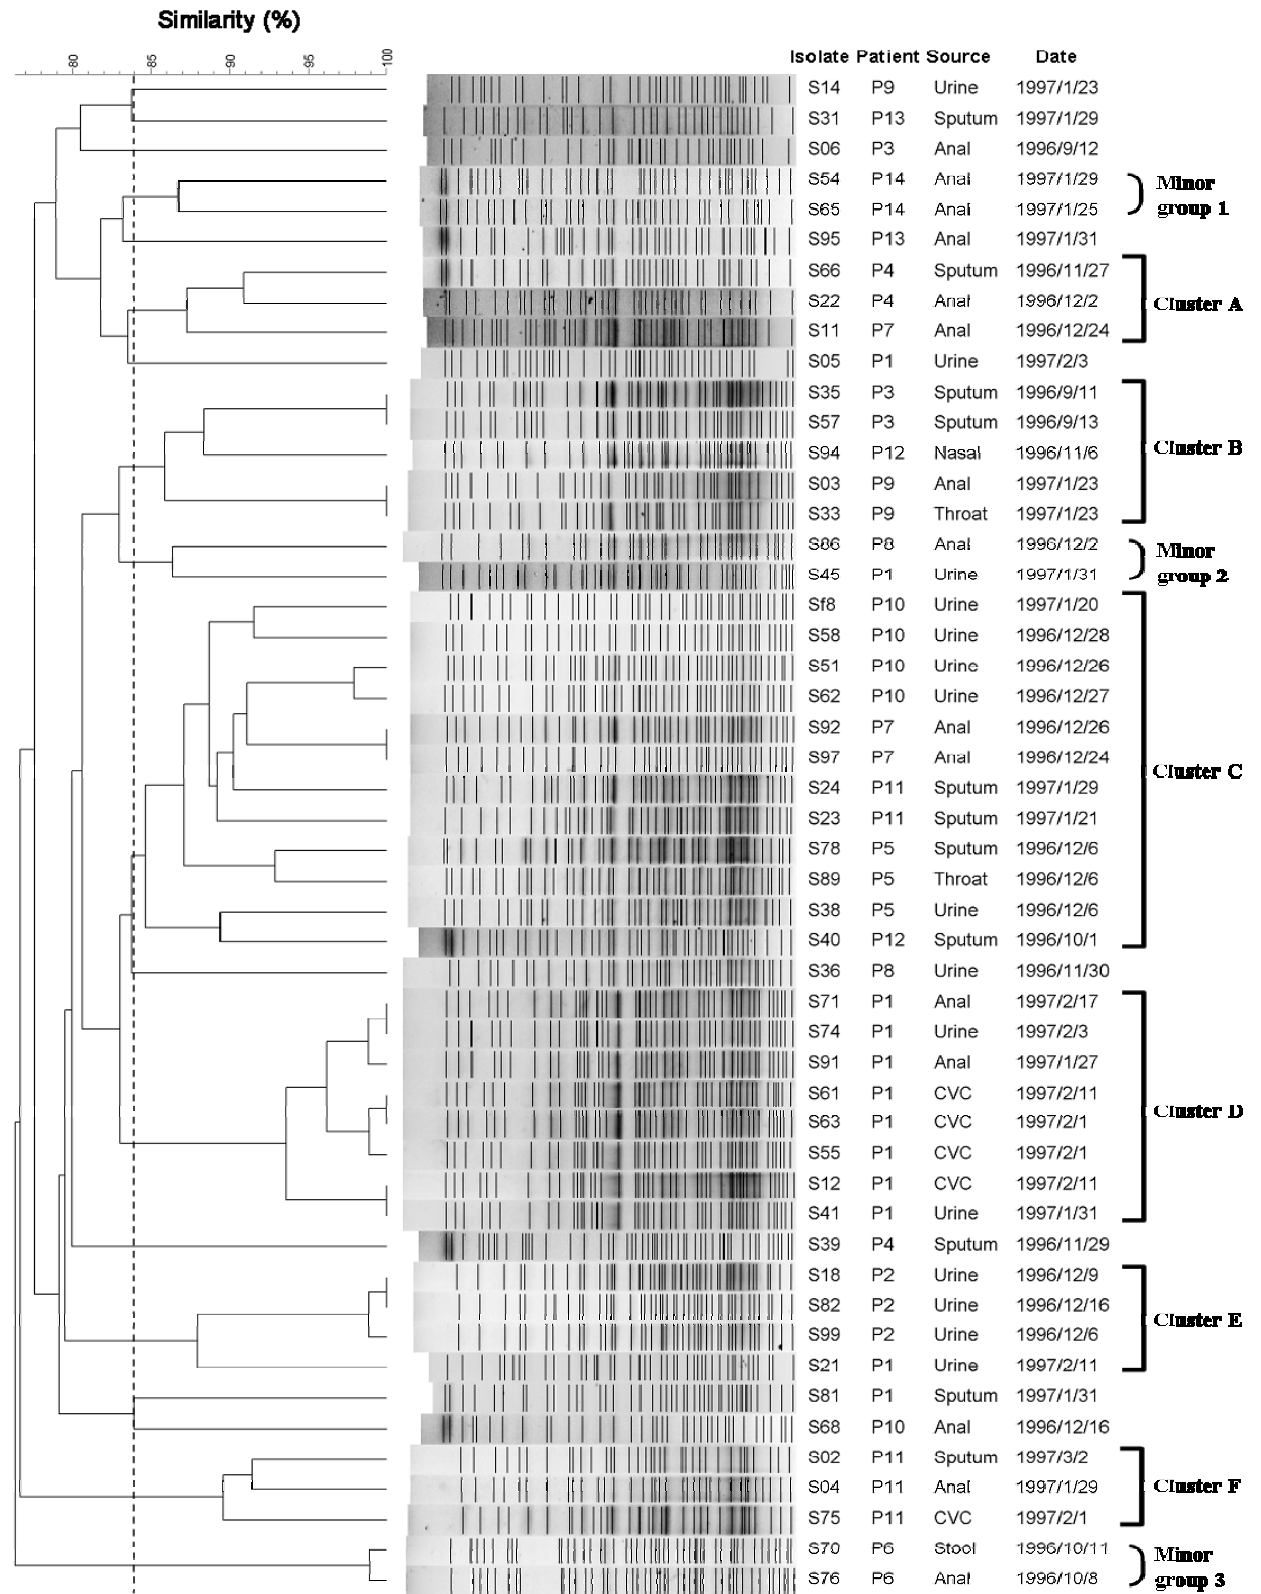 Similarity (%)
80 85 90 95 100
Isolate Patient Source Date
S14 P9 Urine 1997/1/23
S31 P13 Sputum 1997/1/29
S06 P3 Anal 1996/9/12
S54 P14 Anal 1997/1/29
Minor
group 1
S65 P14 Anal 1997/1/25
S95 P13 Anal 1997/1/31
S66 P4 Sputum 1996/11/27
S22 P4 Anal 1996/12/2
Cluster A
S11 P7 Anal 1996/12/24
S05 P1 Urine 1997/2/3
S35 P3 Sputum 1996/9/11
S57 P3 Sputum 1996/9/13
S94 P12 Nasal 1996/11/6
Cluster B
S03 P9 Anal 1997/1/23
S33 P9 Throat 1997/1/23
S86 P8 Anal 1996/12/2
Minor
group 2
S45 P1 Urine 1997/1/31
Sf8 P10 Urine 1997/1/20
S58 P10 Urine 1996/12/28
S51 P10 Urine 1996/12/26
S62 P10 Urine 1996/12/27
S92 P7 Anal 1996/12/26
S97 P7 Anal 1996/12/24
Cluster C
S24 P11 Sputum 1997/1/29
S23 P11 Sputum 1997/1/21
S78 P5 Sputum 1996/12/6
S89 P5 Throat 1996/12/6
S38 P5 Urine 1996/12/6
S40 P12 Sputum 1996/10/1
S36 P8 Urine 1996/11/30
S71 P1 Anal 1997/2/17
S74 P1 Urine 1997/2/3
S91 P1 Anal 1997/1/27
S61 P1 CVC 1997/2/11
Cluster D
S63 P1 CVC 1997/2/1
S55 P1 CVC 1997/2/1
S12 P1 CVC 1997/2/11
S41 P1 Urine 1997/1/31
S39 P4 Sputum 1996/11/29
S18 P2 Urine 1996/12/9
S82 P2 Urine 1996/12/16
Cluster E
S99 P2 Urine 1996/12/6
S21 P1 Urine 1997/2/11
S81 P1 Sputum 1997/1/31
S68 P10 Anal 1996/12/16
S02 P11 Sputum 1997/3/2
S04 P11 Anal 1997/1/29
Cluster F
S75 P11 CVC 1997/2/1
S70 P6 Stool 1996/10/11
Minor
group 3
S76 P6 Anal 1996/10/8